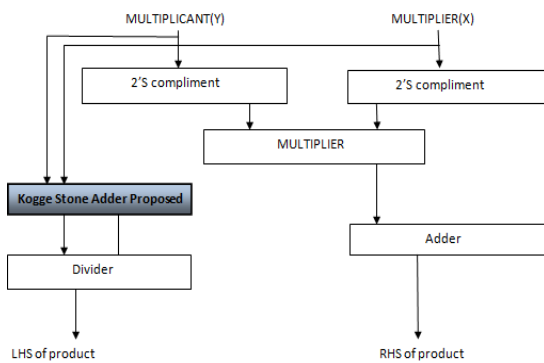 MULTIPLICANT(Y)
MULTIPLIER(X)
2'S compliment
2'S compliment
MULTIPLIER
Kogge Stone Adder Proposed
Adder
Divider
LHS of product
RHS of product